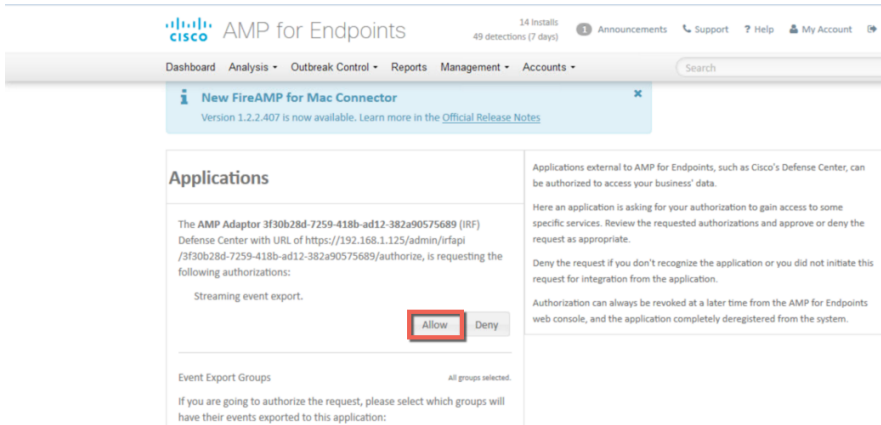 cisco AMP for Endpoints
14 Installs
49 detections (7 days)
1 Announcements Support ? Help My Account
Dashboard Analysis Outbreak Control Reports Management Accounts Search
i New FireAMP for Mac Connector ×
Version 1.2.2.407 is now available. Learn more in the Official Release Notes
Applications
The AMP Adaptor 3f30b28d-7259-418b-ad12-382a90575689 (IRF)
Defense Center with URL of https://192.168.1.125/admin/irfapi
/3f30b28d-7259-418b-ad12-382a90575689/authorize, is requesting the
following authorizations:
Streaming event export.
Allow Deny
Event Export Groups All groups selected.
If you are going to authorize the request, please select which groups will
have their events exported to this application:
Applications external to AMP for Endpoints, such as Cisco's Defense Center, can
be authorized to access your business' data.
Here an application is asking for your authorization to gain access to some
specific services. Review the requested authorizations and approve or deny the
request as appropriate.
Deny the request if you don't recognize the application or you did not initiate this
request for integration from the application.
Authorization can always be revoked at a later time from the AMP for Endpoints
web console, and the application completely deregistered from the system.